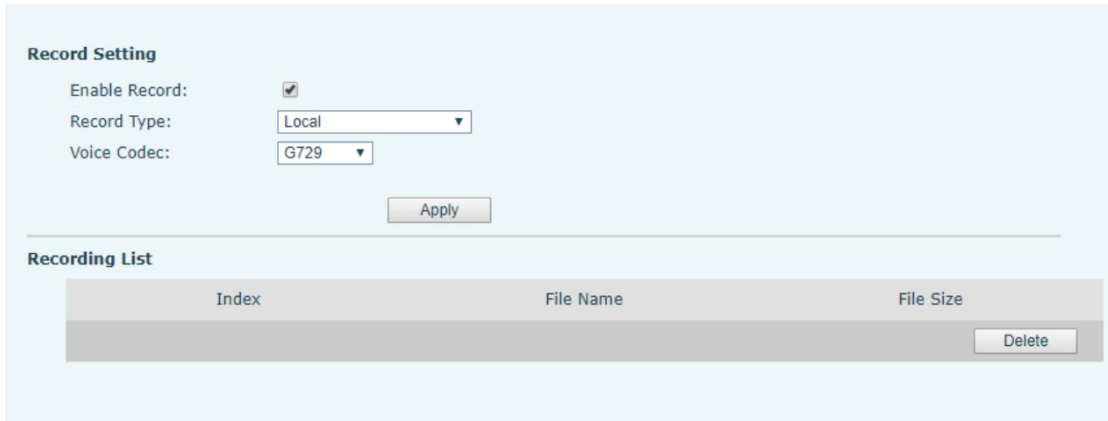 Record Setting
Enable Record:
Record Type: Local
Voice Codec: G729
Apply
Recording List
Index File Name File Size
Delete